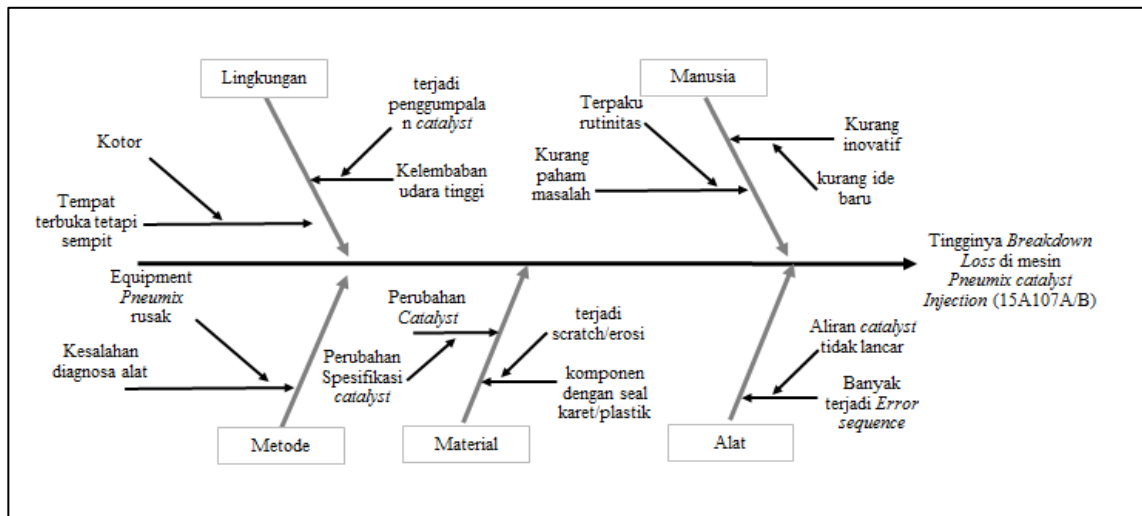 Lingkungan
terjadi
penggumpala
n catalyst
Kotor
Kelembaban
udara tinggi
Tempat
terbuka tetapi
sempit
Manusia
Terpaku
rutinitas
Kurang
inovatif
Kurang
paham
masalah
kurang ide
baru
Tingginya Breakdown
Loss di mesin
Pneumix catalyst
Injection (15A107A/B)
Equipment
Pneumix
rusak
Kesalahan
diagnosa alat
Metode
Perubahan
Catalyst
Perubahan
Spesifikasi
catalyst
terjadi
scratch/erosi
komponen
dengan seal
karet/plastik
Material
Aliran catalyst
tidak lancar
Banyak
terjadi Error
sequence
Alat